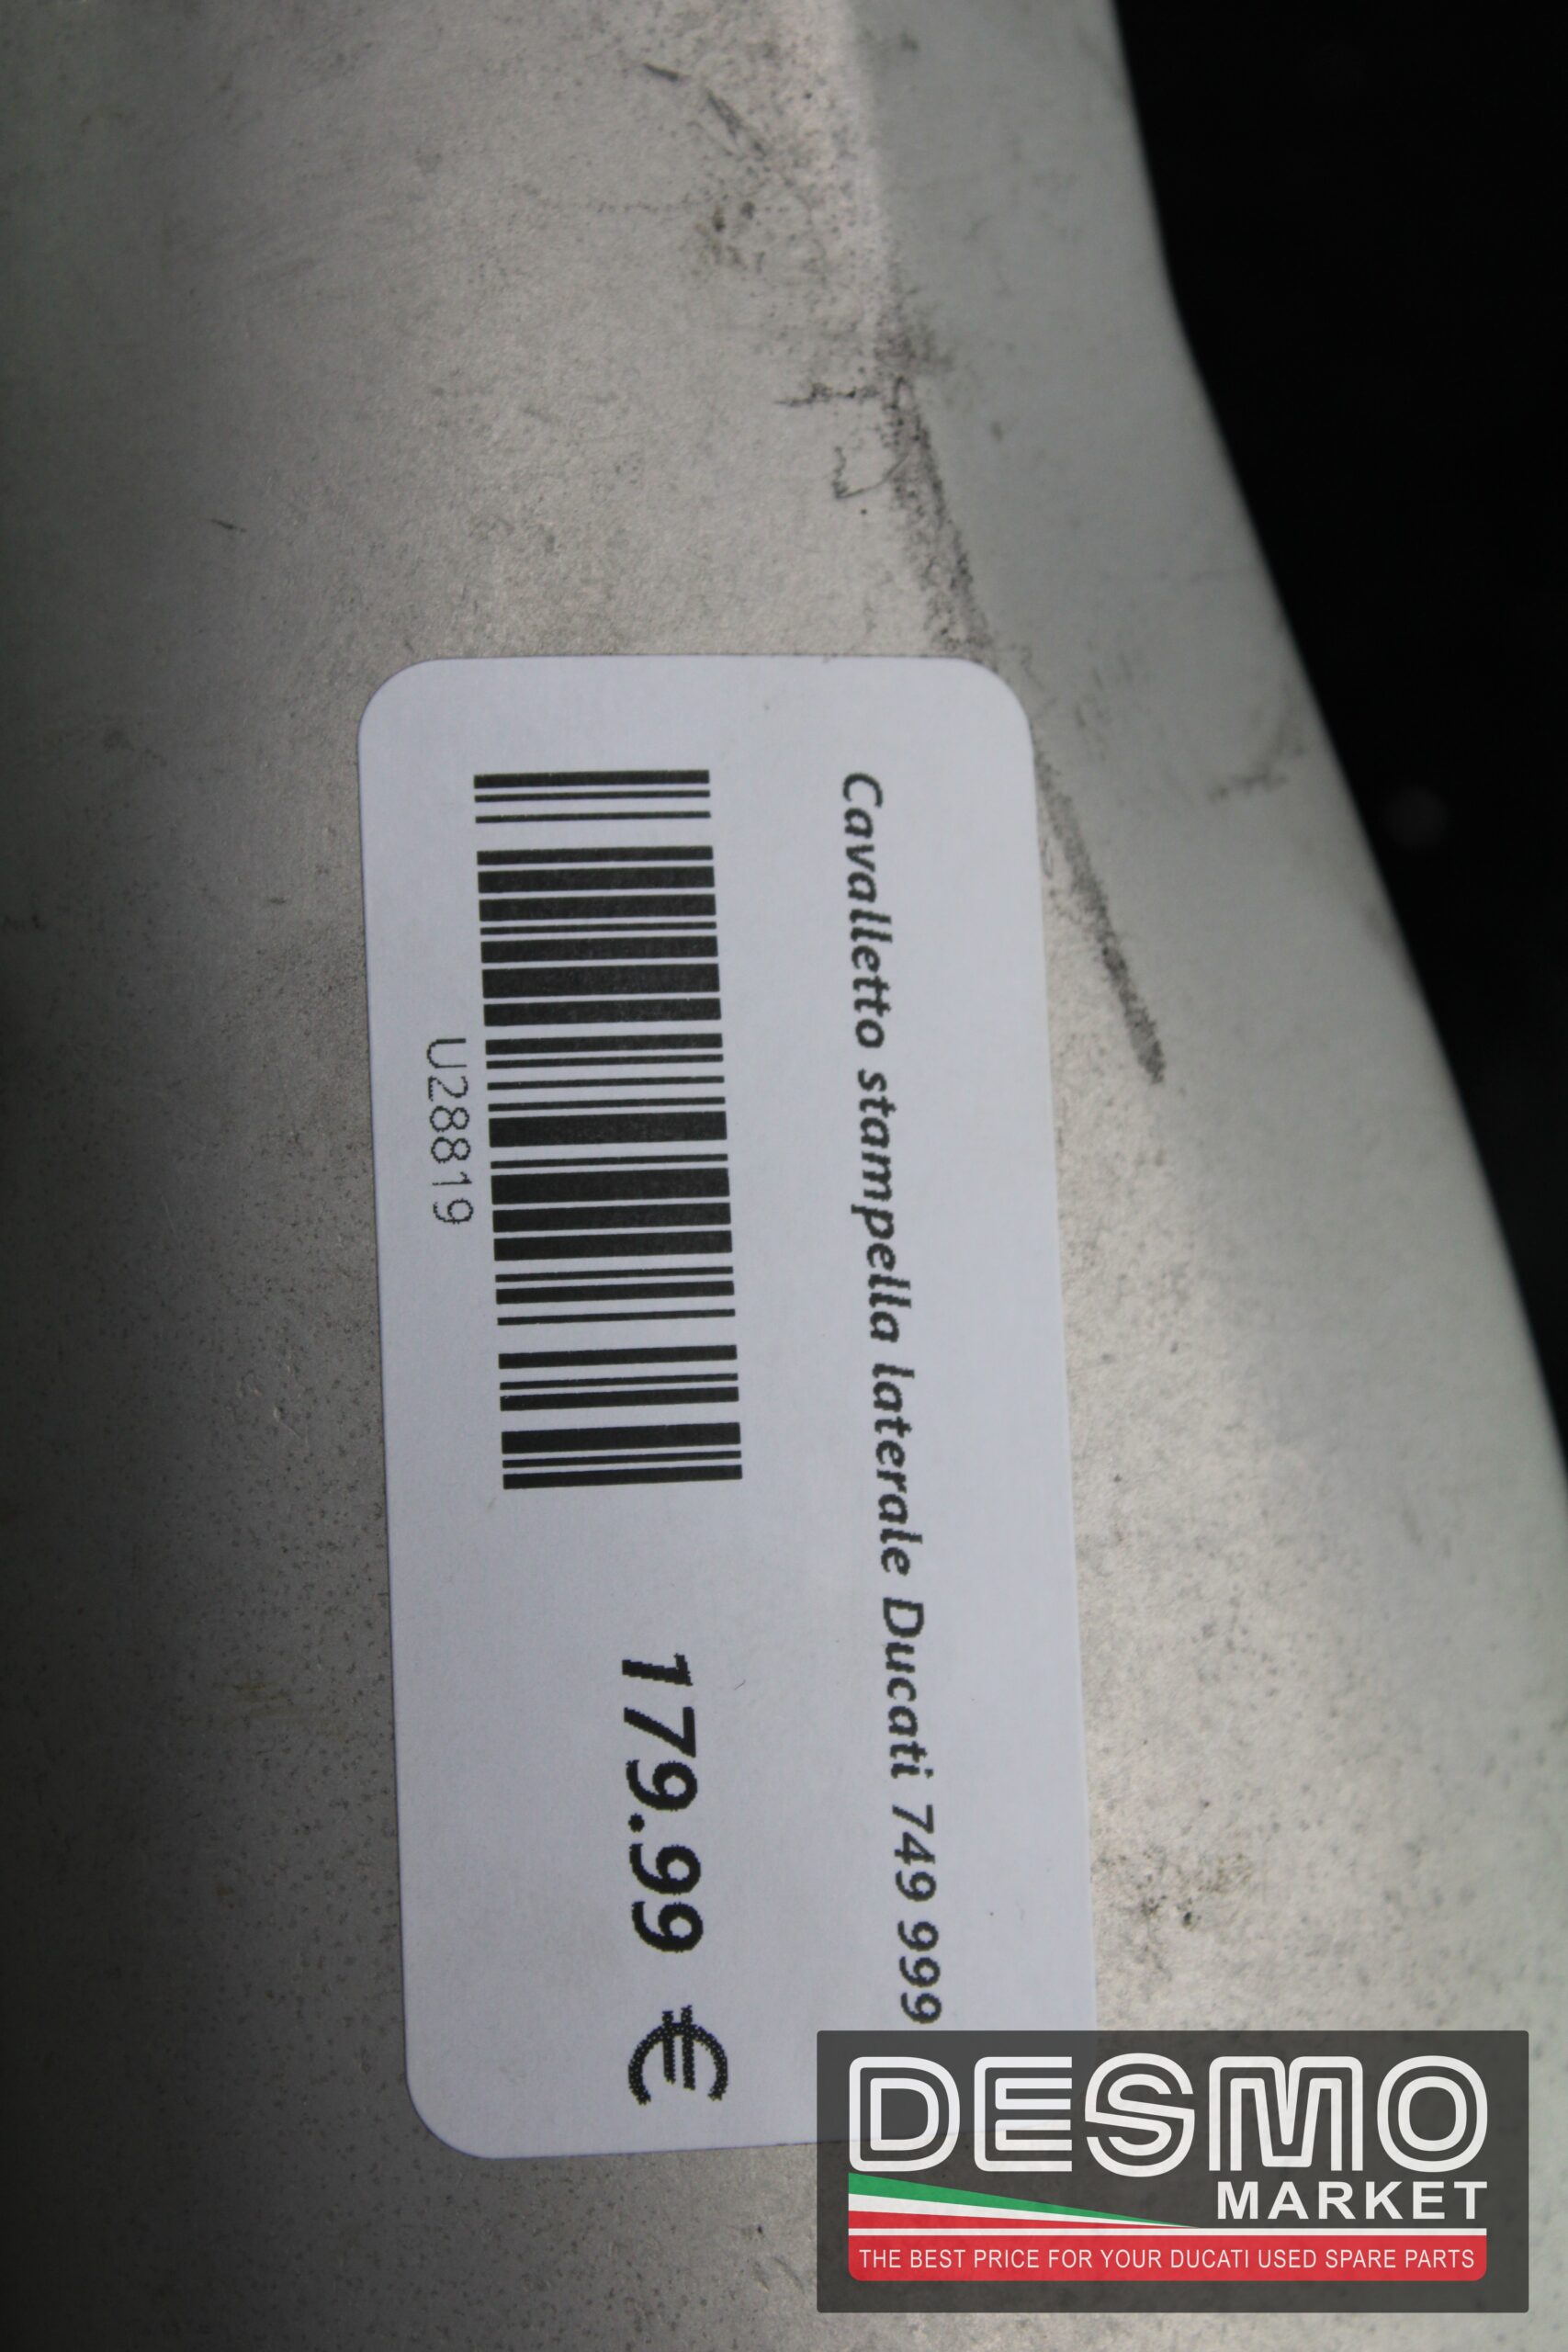 Cavalletto stampella laterale Ducati 749 999
U28819
179.99 €
DESMO
MARKET
THE BEST PRICE FOR YOUR DUCATI USED SPARE PARTS